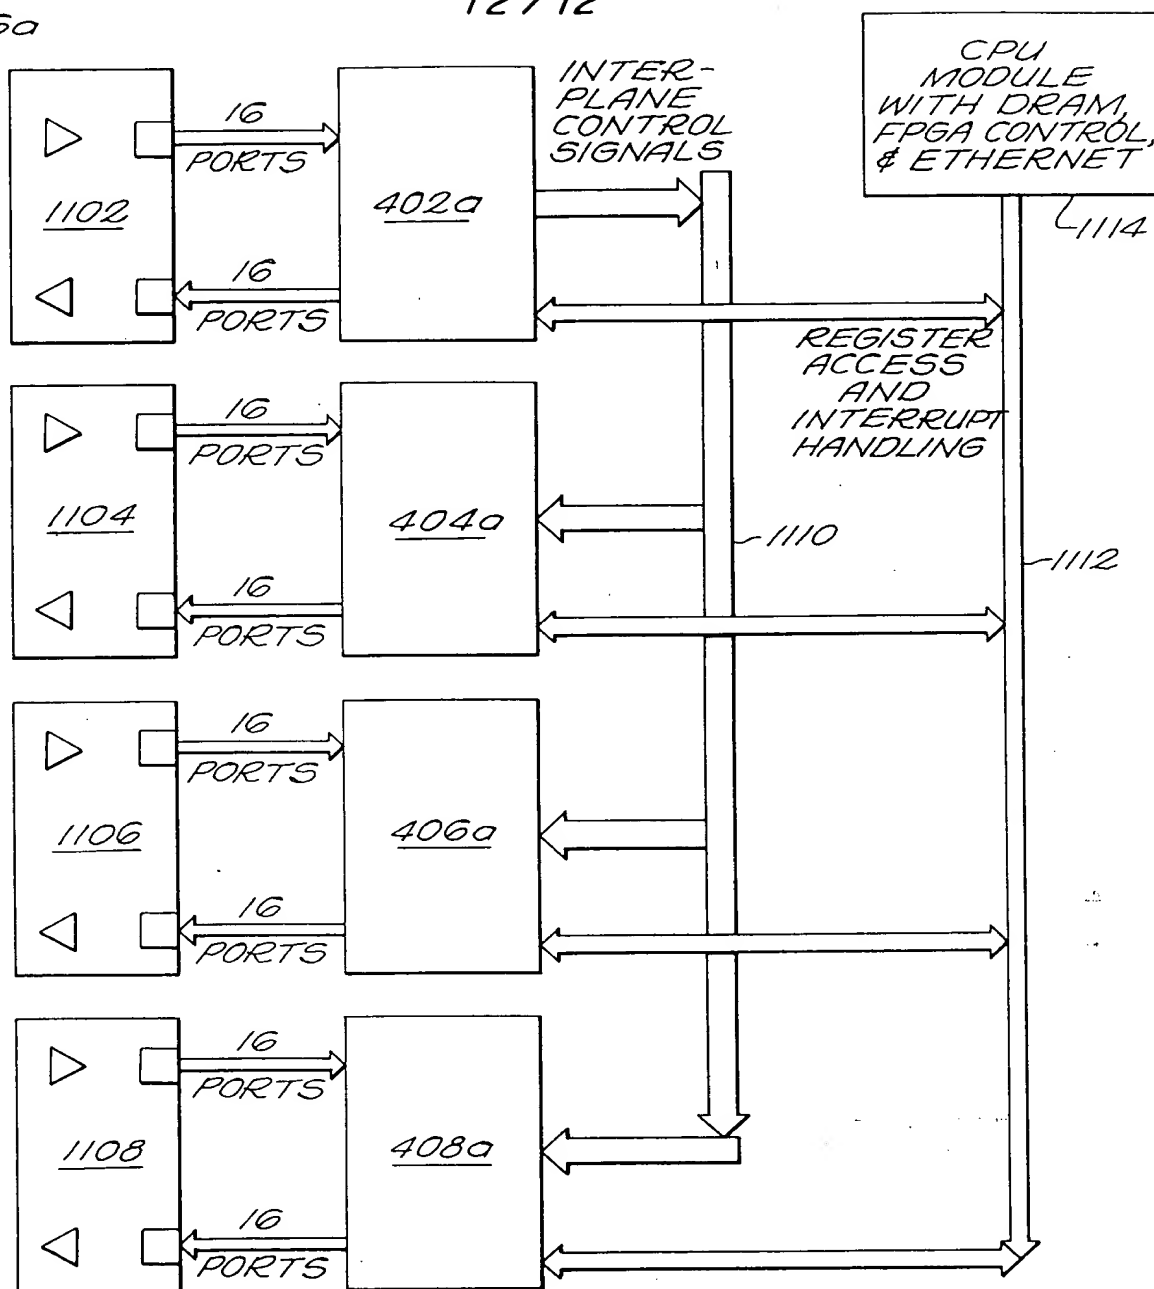 12/12
6a
CPU
MODULE
WITH DRAM,
FPGA CONTROL,
& ETHERNET
1114
INTER-
PLANE
CONTROL
SIGNALS
16
PORTS
1102
402a
16
PORTS
REGISTER
ACCESS
AND
INTERRUPT
HANDLING
16
PORTS
1104
404a
1110
1112
16
PORTS
16
PORTS
1106
406a
16
PORTS
16
PORTS
1108
408a
16
PORTS